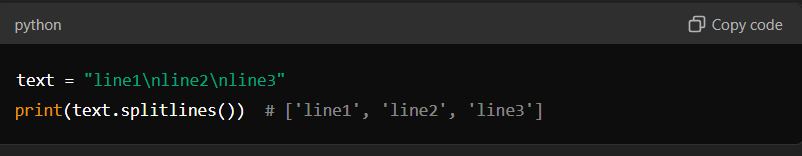 python
Copy code
text = "line1\nline2\nline3"
print(text.splitlines())  # ['line1', 'line2', 'line3']